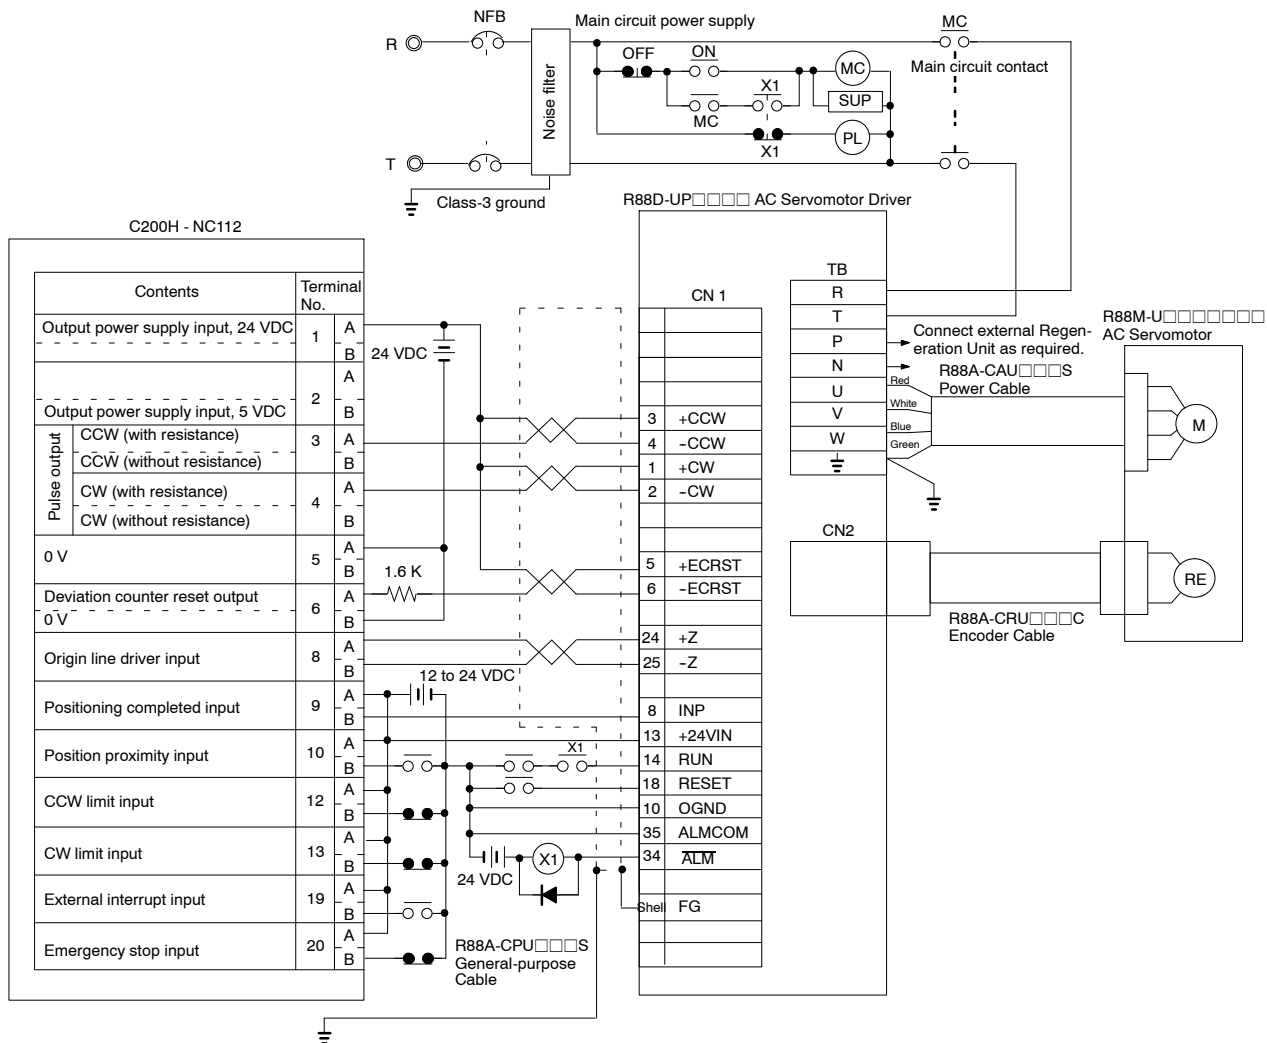 NFB
Main circuit power supply
MC
R
OFF
ON
MC
Main circuit contact
X1
SUP
MC
PL
X1
Noise filter
T
Class-3 ground
R88D-UP□□□□ AC Servomotor Driver
C200H - NC112
Contents
Terminal
No.
Output power supply input, 24 VDC
1
A
B
24 VDC
2
A
Output power supply input, 5 VDC
B
Pulse output
CCW (with resistance)
3
A
CCW (without resistance)
B
CW (with resistance)
4
A
CW (without resistance)
B
0 V
5
A
B
1.6 K
Deviation counter reset output
6
A
0 V
B
Origin line driver input
8
A
B
12 to 24 VDC
Positioning completed input
9
A
B
Position proximity input
10
A
B
X1
CCW limit input
12
A
B
CW limit input
13
A
B
24 VDC
X1
External interrupt input
19
A
B
Emergency stop input
20
A
B
R88A-CPU□□□S
General-purpose
Cable
CN 1
3 +CCW
4 −CCW
1 +CW
2 −CW
5 +ECRST
6 −ECRST
24 +Z
25 −Z
8 INP
13 +24VIN
14 RUN
18 RESET
10 OGND
35 ALMCOM
34 ALM
Shell FG
TB
R
T
P
N
U
V
W
Connect external Regen-
eration Unit as required.
R88A-CAU□□□S
Power Cable
Red
White
Blue
Green
R88M-U□□□□□□□
AC Servomotor
M
CN2
RE
R88A-CRU□□□C
Encoder Cable